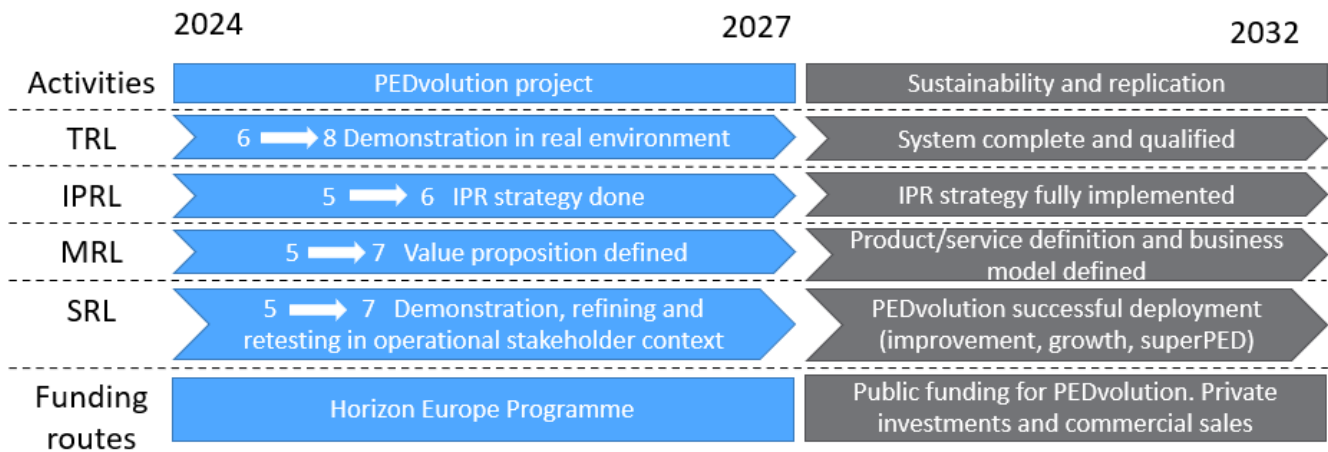 2024
2027
2032
Activities
PEDvolution project
Sustainability and replication
TRL
6 8 Demonstration in real environment
System complete and qualified
IPRL
5 6 IPR strategy done
IPR strategy fully implemented
MRL
5 7 Value proposition defined
Product/service definition and business
model defined
SRL
5 7 Demonstration, refining and
retesting in operational stakeholder context
PEDvolution successful deployment
(improvement, growth, superPED)
Funding
routes
Horizon Europe Programme
Public funding for PEDvolution. Private
investments and commercial sales